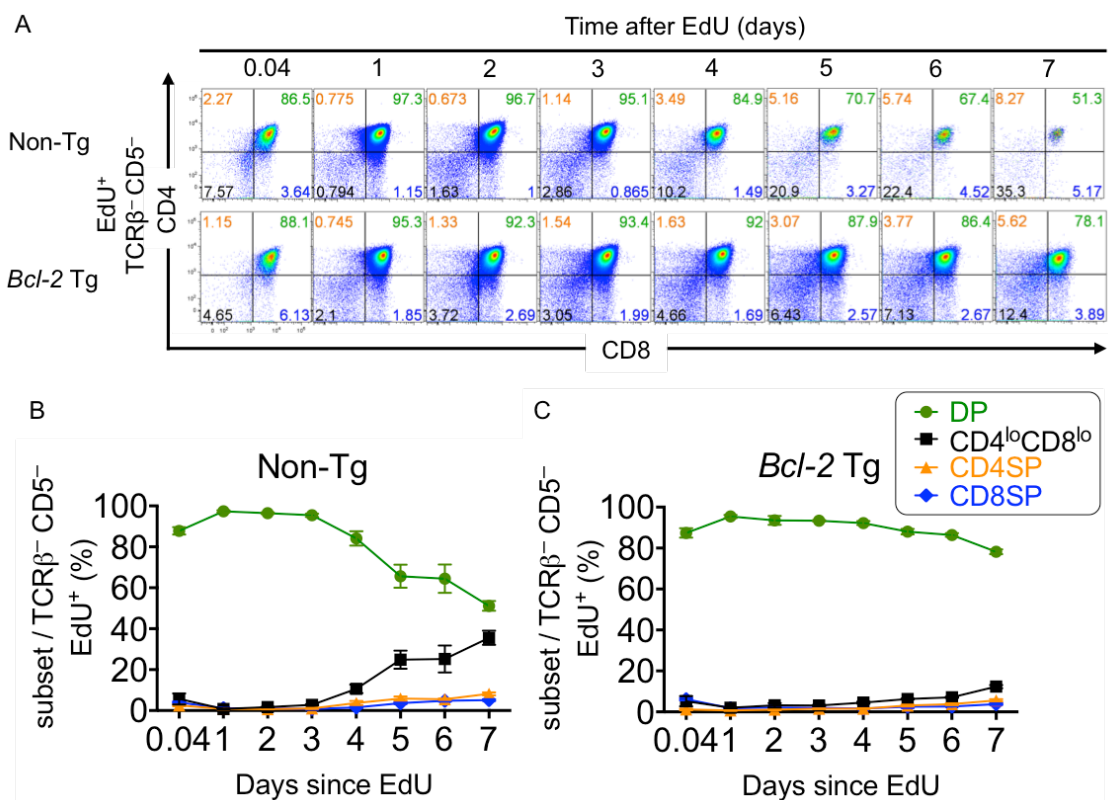 A
Time after EdU (days)
0.04 1 2 3 4 5 6 7
Non-Tg
2.27 86.5 0.775 97.3 0.673 96.7 1.14 95.1 3.49 84.9 5.16 70.7 5.74 67.4 8.27 51.3
7.57 3.64 0.794 1.15 1.63 1 2.86 0.865 10.2 1.49 20.9 3.27 22.4 4.52 35.3 5.17
EdU⁺
TCRβ⁻ CD5⁻
CD4
Bcl-2 Tg
1.15 88.1 0.745 95.3 1.33 92.3 1.54 93.4 1.63 92 3.07 87.9 3.77 86.4 5.62 78.1
4.65 6.13 2.1 1.85 3.72 2.69 3.05 1.99 4.66 1.69 6.43 2.57 7.13 2.67 12.4 3.89
CD8
B
Non-Tg
subset / TCRβ⁻ CD5⁻
EdU⁺ (%)
100
80
60
40
20
0
0.04 1 2 3 4 5 6 7
Days since EdU
C
DP
CD4ˡᵒCD8ˡᵒ
CD4SP
CD8SP
Bcl-2 Tg
subset / TCRβ⁻ CD5⁻
EdU⁺ (%)
100
80
60
40
20
0
0.04 1 2 3 4 5 6 7
Days since EdU